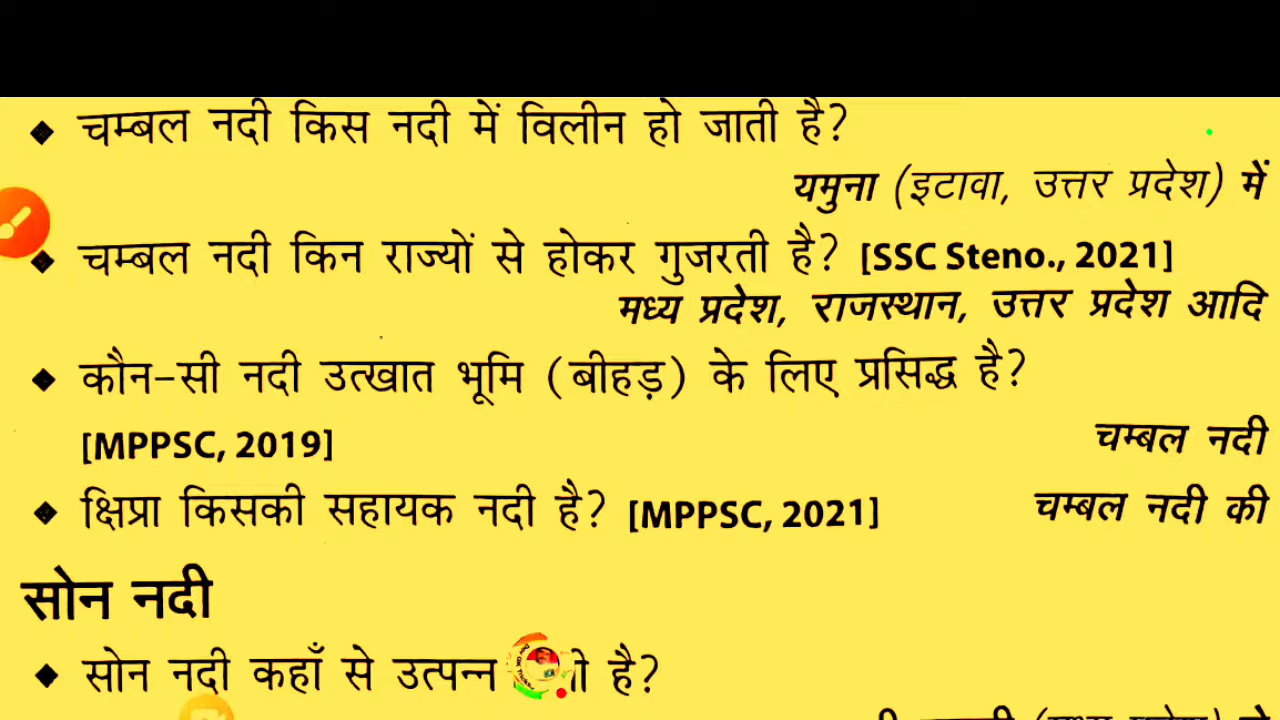 ◆ चम्बल नदी किस नदी में विलीन हो जाती है?
यमुना (इटावा, उत्तर प्रदेश) में
◆ चम्बल नदी किन राज्यों से होकर गुजरती है? [SSC Steno., 2021]
मध्य प्रदेश, राजस्थान, उत्तर प्रदेश आदि
◆ कौन-सी नदी उत्खात भूमि (बीहड़) के लिए प्रसिद्ध है?
[MPPSC, 2019] चम्बल नदी
◆ क्षिप्रा किसकी सहायक नदी है? [MPPSC, 2021] चम्बल नदी की
सोन नदी
◆ सोन नदी कहाँ से उत्पन्न है?